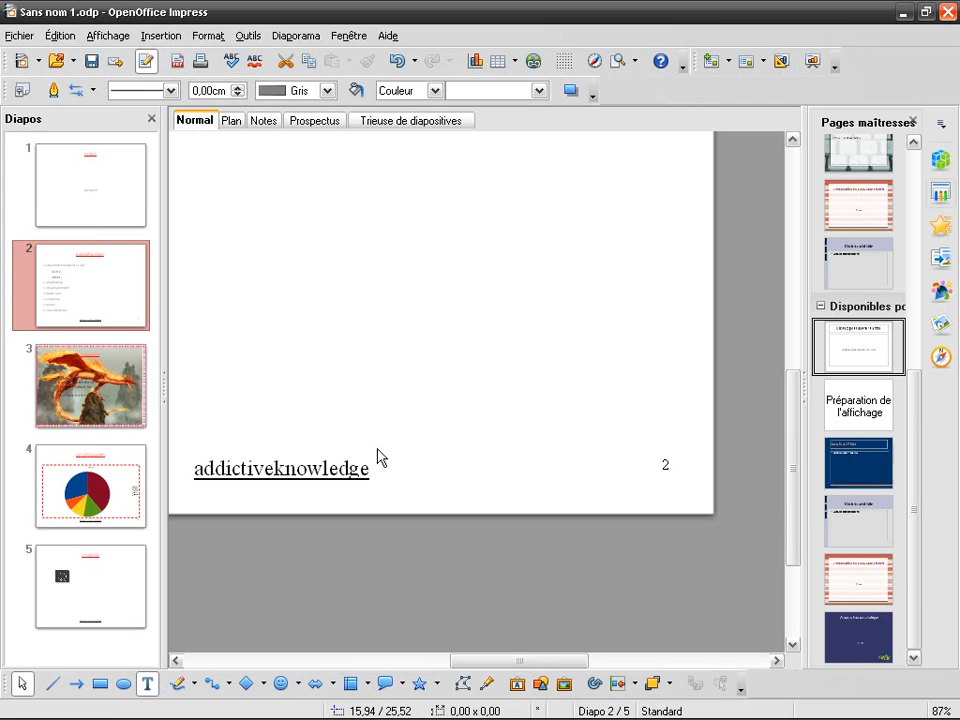 Sans nom 1.odp - OpenOffice Impress
Fichier Édition Affichage Insertion Format Outils Diaporama Fenêtre Aide
0,00cm Gris Couleur
Diapos
Normal Plan Notes Prospectus Trieuse de diapositives
Pages maîtresses
1
2
3
4
5
Disponibles po
Préparation de
l'affichage
addictiveknowledge
2
15,94 / 25,52 0,00 x 0,00 * Diapo 2 / 5 Standard 87%